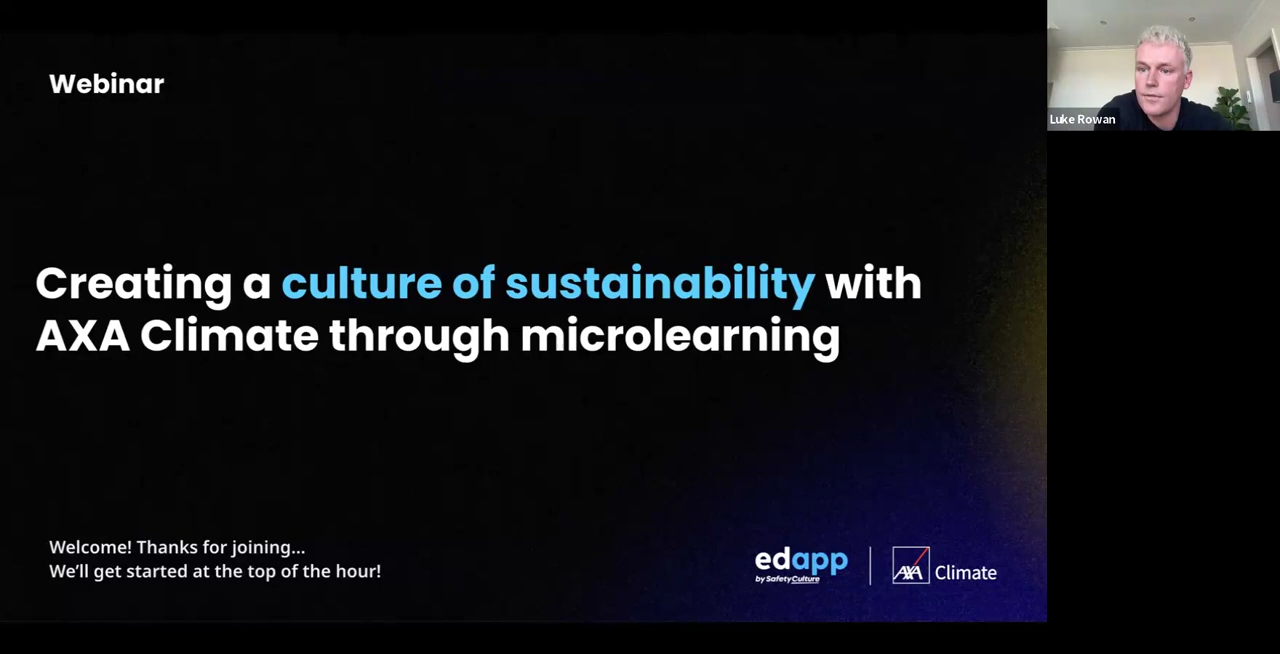 Webinar
Luke Rowan
Creating a culture of sustainability with
AXA Climate through microlearning
Welcome! Thanks for joining...
We'll get started at the top of the hour!
edapp
by SafetyCulture
AXA Climate